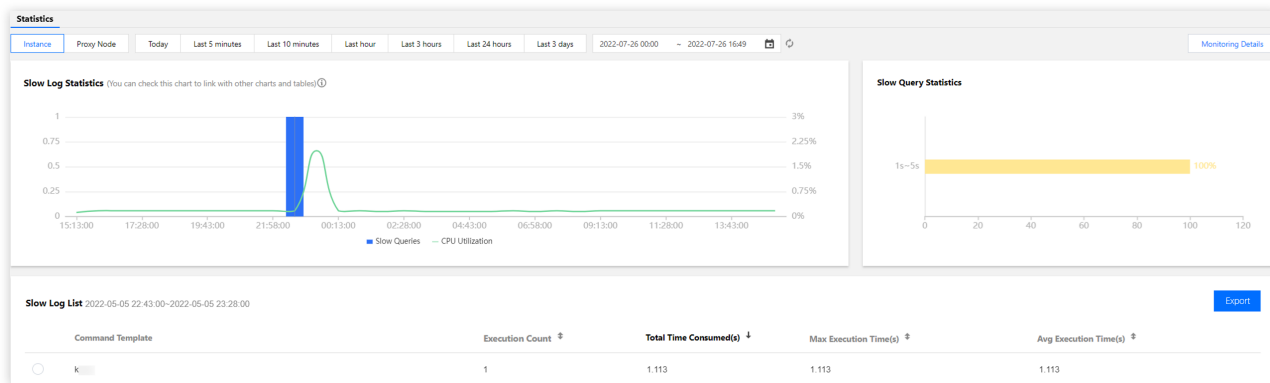 Statistics
Instance Proxy Node Today Last 5 minutes Last 10 minutes Last hour Last 3 hours Last 24 hours Last 3 days 2022-07-26 00:00 ~ 2022-07-26 16:49 Monitoring Details
Slow Log Statistics (You can check this chart to link with other charts and tables)
1 3%
0.75 2.25%
0.5 1.5%
0.25 0.75%
0 0%
15:13:00 17:28:00 19:43:00 21:58:00 00:13:00 02:28:00 04:43:00 06:58:00 09:13:00 11:28:00 13:43:00
Slow Queries CPU Utilization
Slow Query Statistics
1s~5s 100%
0 20 40 60 80 100 120
Slow Log List 2022-05-05 22:43:00~2022-05-05 23:28:00 Export
Command Template Execution Count Total Time Consumed(s) Max Execution Time(s) Avg Execution Time(s)
k 1 1.113 1.113 1.113